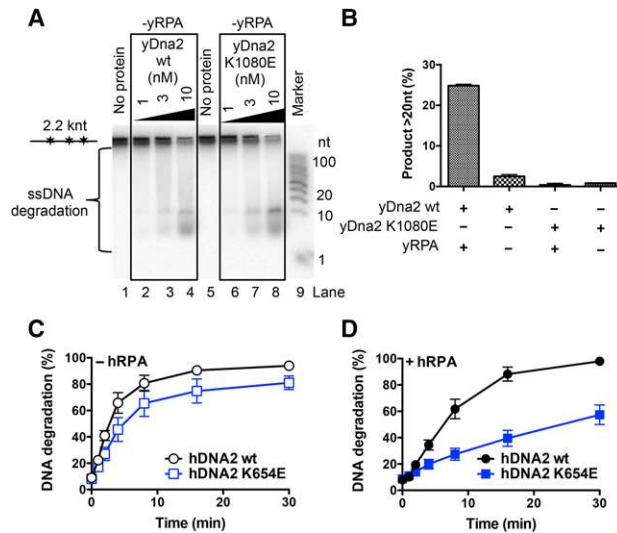 A
-yRPA
-yRPA
No protein
yDna2
wt
(nM)
1 3 10
No protein
yDna2
K1080E
(nM)
1 3 10
Marker
2.2 knt
nt
100
20
10
1
ssDNA
degradation
1 2 3 4 5 6 7 8 9 Lane
B
Product >20nt (%)
30
20
10
0
yDna2 wt + + – –
yDna2 K1080E – – + +
yRPA + – + –
C
DNA degradation (%)
100
80
60
40
20
0
– hRPA
hDNA2 wt
hDNA2 K654E
0 10 20 30
Time (min)
D
DNA degradation (%)
100
80
60
40
20
0
+ hRPA
hDNA2 wt
hDNA2 K654E
0 10 20 30
Time (min)